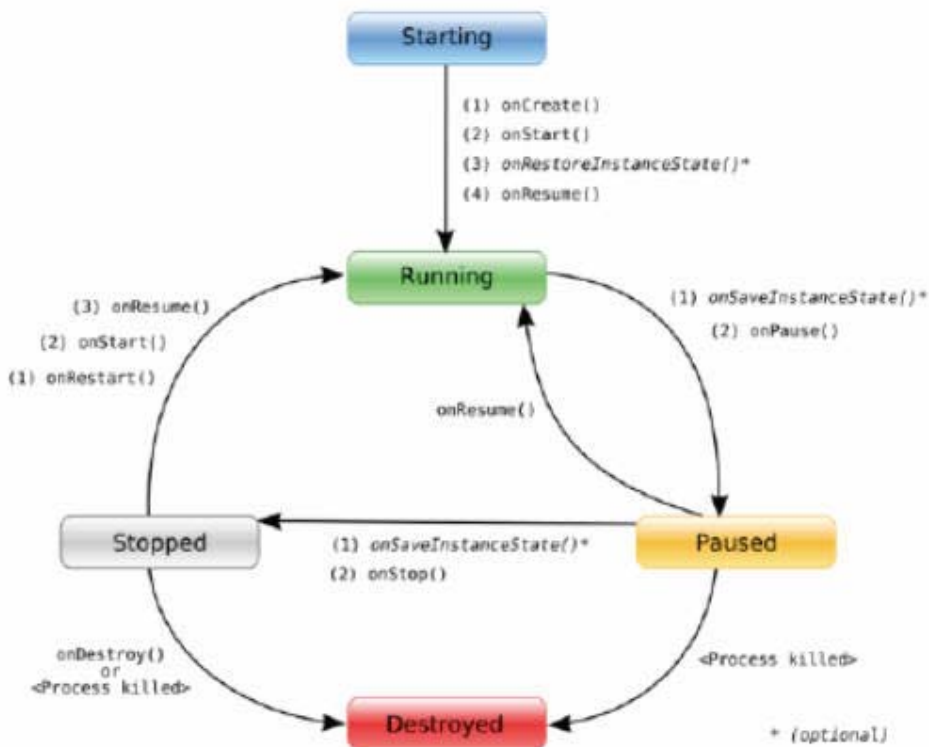 Starting
(1) onCreate()
(2) onStart()
(3) onRestoreInstanceState()*
(4) onResume()
Running
(3) onResume()
(2) onStart()
(1) onRestart()
(1) onSaveInstanceState()*
(2) onPause()
onResume()
Stopped
(1) onSaveInstanceState()*
(2) onStop()
Paused
onDestroy()
or
<Process killed>
<Process killed>
Destroyed
* (optional)